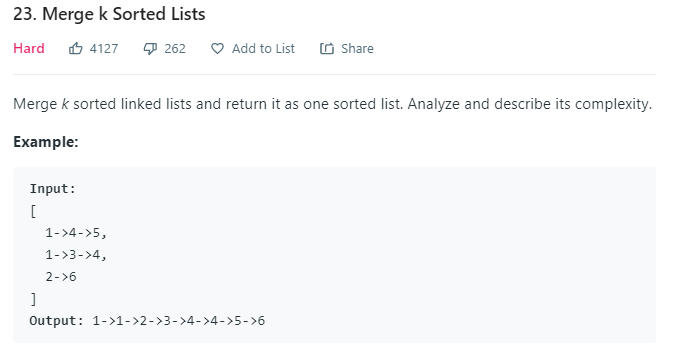 23. Merge k Sorted Lists
Hard 4127 262 Add to List Share
Merge k sorted linked lists and return it as one sorted list. Analyze and describe its complexity.
Example:
Input:
[
  1->4->5,
  1->3->4,
  2->6
]
Output: 1->1->2->3->4->4->5->6